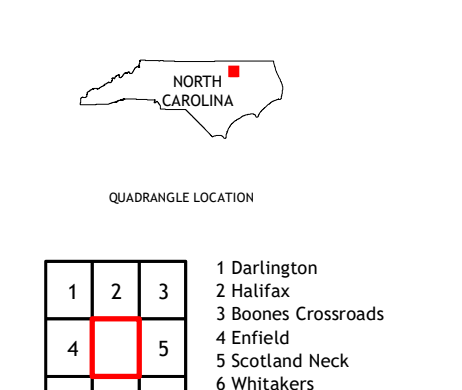 NORTH
CAROLINA
QUADRANGLE LOCATION
1 2 3
4 5
1 Darlington
2 Halifax
3 Boones Crossroads
4 Enfield
5 Scotland Neck
6 Whitakers